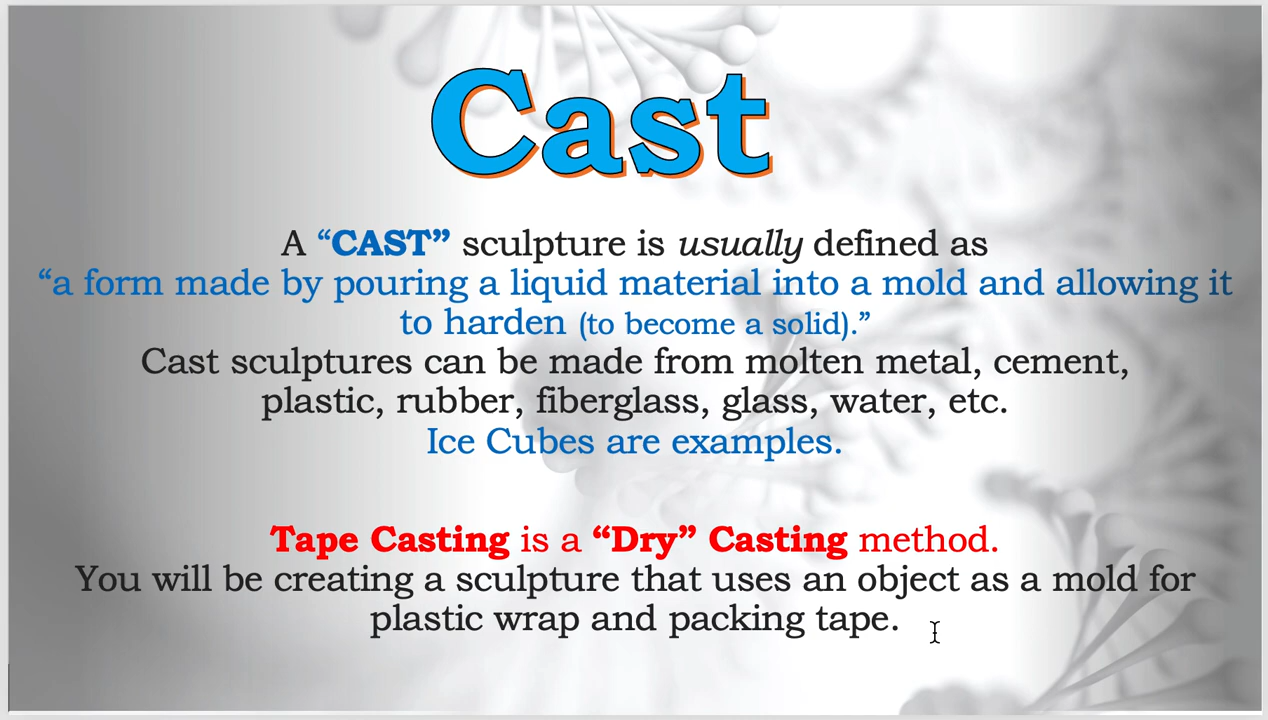 Cast
A “CAST” sculpture is usually defined as
“a form made by pouring a liquid material into a mold and allowing it
to harden (to become a solid).”
Cast sculptures can be made from molten metal, cement,
plastic, rubber, fiberglass, glass, water, etc.
Ice Cubes are examples.
Tape Casting is a “Dry” Casting method.
You will be creating a sculpture that uses an object as a mold for
plastic wrap and packing tape.